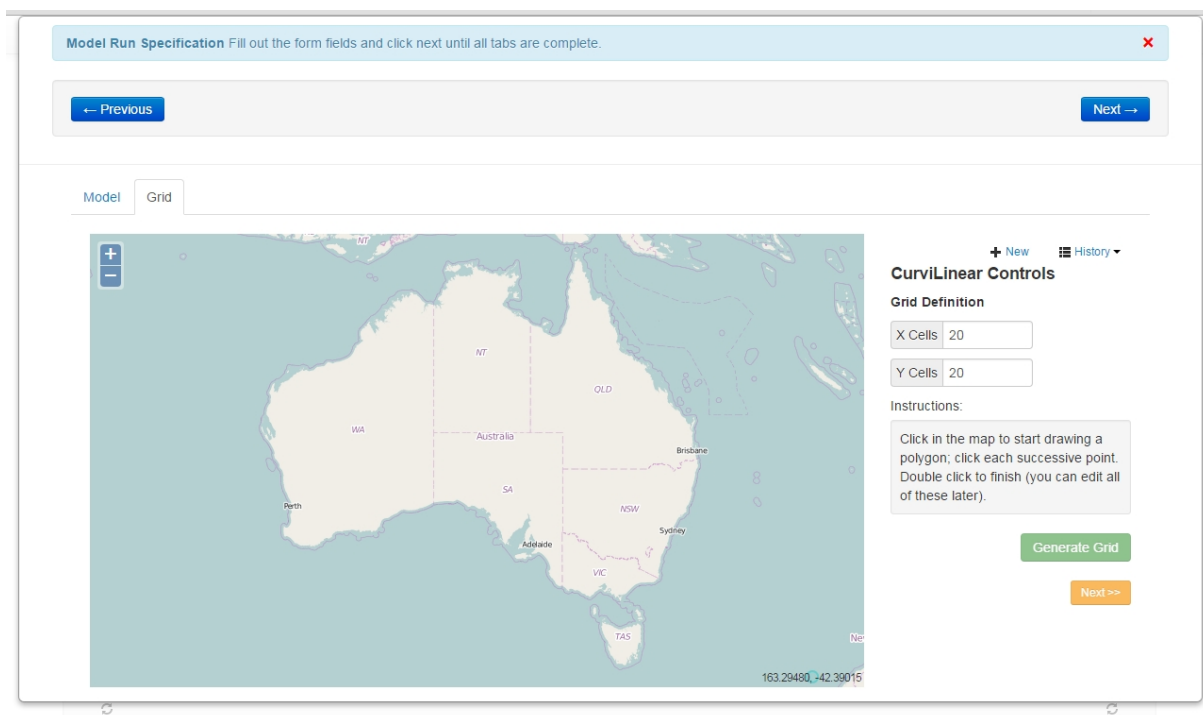 Model Run Specification Fill out the form fields and click next until all tabs are complete.
← Previous
Next →
Model
Grid
+
−
NT
NT
QLD
WA
Australia
Brisbane
SA
NSW
Perth
Sydney
Adelaide
VIC
TAS
163.29480, -42.39015
New
History
CurviLinear Controls
Grid Definition
X Cells 20
Y Cells 20
Instructions:
Click in the map to start drawing a
polygon; click each successive point.
Double click to finish (you can edit all
of these later).
Generate Grid
Next >>